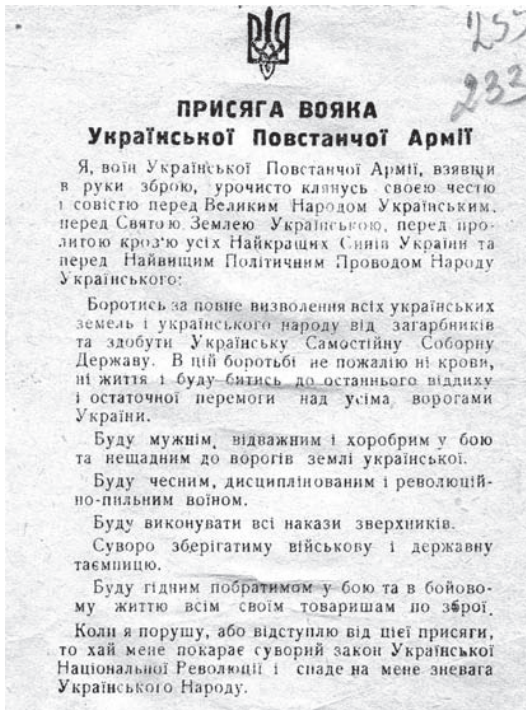 253
233
ПРИСЯГА ВОЯКА
Української Повстанчої Армії
Я, воїн Української Повстанчої Армії, взявши
в руки зброю, урочисто клянусь своєю честю
і совістю перед Великим Народом Українським,
перед Святою Землею Українською, перед про-
литою кров'ю усіх Найкращих Синів України та
перед Найвищим Політичним Проводом Народу
Українського:
Боротись за повне визволення всіх українських
земель і українського народу від загарбників
та здобути Українську Самостійну Соборну
Державу. В цій боротьбі не пожалію ні крови,
ні життя і буду битись до останнього віддиху
і остаточної перемоги над усіма ворогами
України.
Буду мужнім, відважним і хоробрим у бою
та нещадним до ворогів землі української.
Буду чесним, дисциплінованим і революцій-
но-пильним воїном.
Буду виконувати всі накази зверхників.
Суворо зберігатиму військову і державну
таємницю.
Буду гідним побратимом у бою та в бойово-
му життю всім своїм товаришам по зброї.
Коли я порушу, або відступлю від цієї присяги,
то хай мене покарає суворий закон Української
Національної Революції і спаде на мене зневага
Українського Народу.